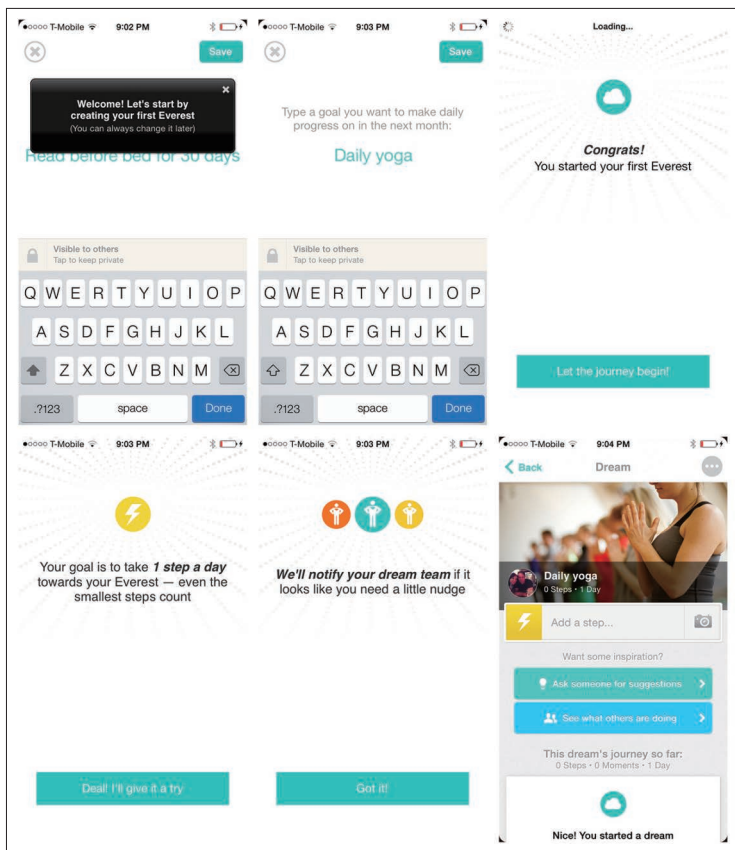 ●oooo T-Mobile 9:02 PM
Save
Welcome! Let's start by
creating your first Everest
(You can always change it later)
Read before bed for 30 days
Visible to others
Tap to keep private
Q W E R T Y U I O P
A S D F G H J K L
Z X C V B N M
.?123 space Done
●oooo T-Mobile 9:03 PM
Save
Type a goal you want to make daily
progress on in the next month:
Daily yoga
Visible to others
Tap to keep private
Q W E R T Y U I O P
A S D F G H J K L
Z X C V B N M
.?123 space Done
Loading...
Congrats!
You started your first Everest
Let the journey begin!
●oooo T-Mobile 9:03 PM
Your goal is to take 1 step a day
towards your Everest — even the
smallest steps count
Deal! I'll give it a try
●oooo T-Mobile 9:03 PM
We'll notify your dream team if it
looks like you need a little nudge
Got it!
●oooo T-Mobile 9:04 PM
Back Dream
Daily yoga
0 Steps • 1 Day
Add a step...
Want some inspiration?
Ask someone for suggestions
See what others are doing
This dream's journey so far:
0 Steps • 0 Moments • 1 Day
Nice! You started a dream